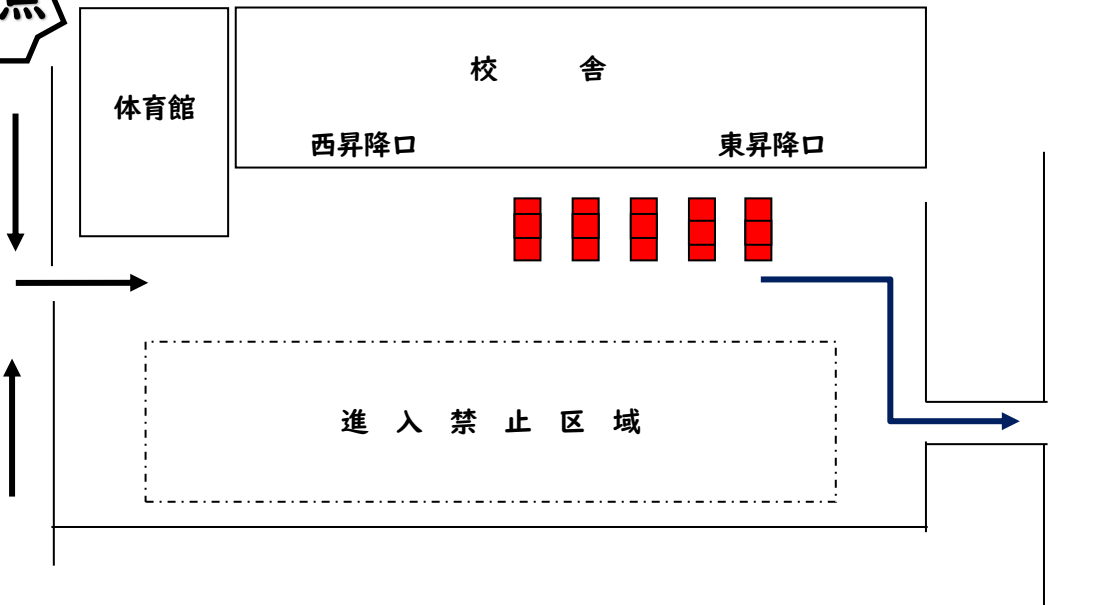 校　舎
体育館
西昇降口　東昇降口
進入禁止区域